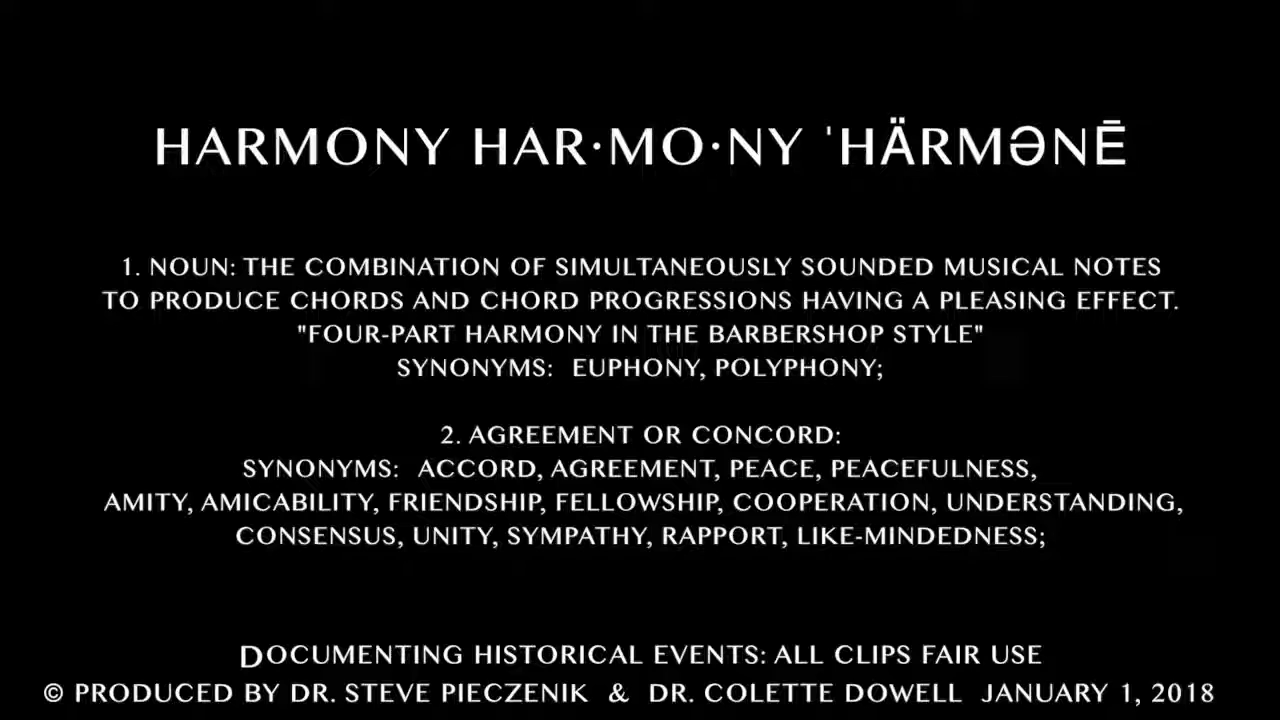 HARMONY HAR·MO·NY ˈHÄRMƏNĒ
1. NOUN: THE COMBINATION OF SIMULTANEOUSLY SOUNDED MUSICAL NOTES
TO PRODUCE CHORDS AND CHORD PROGRESSIONS HAVING A PLEASING EFFECT.
"FOUR-PART HARMONY IN THE BARBERSHOP STYLE"
SYNONYMS: EUPHONY, POLYPHONY;
2. AGREEMENT OR CONCORD:
SYNONYMS: ACCORD, AGREEMENT, PEACE, PEACEFULNESS,
AMITY, AMICABILITY, FRIENDSHIP, FELLOWSHIP, COOPERATION, UNDERSTANDING,
CONSENSUS, UNITY, SYMPATHY, RAPPORT, LIKE-MINDEDNESS;
DOCUMENTING HISTORICAL EVENTS: ALL CLIPS FAIR USE
© PRODUCED BY DR. STEVE PIECZENIK & DR. COLETTE DOWELL JANUARY 1, 2018